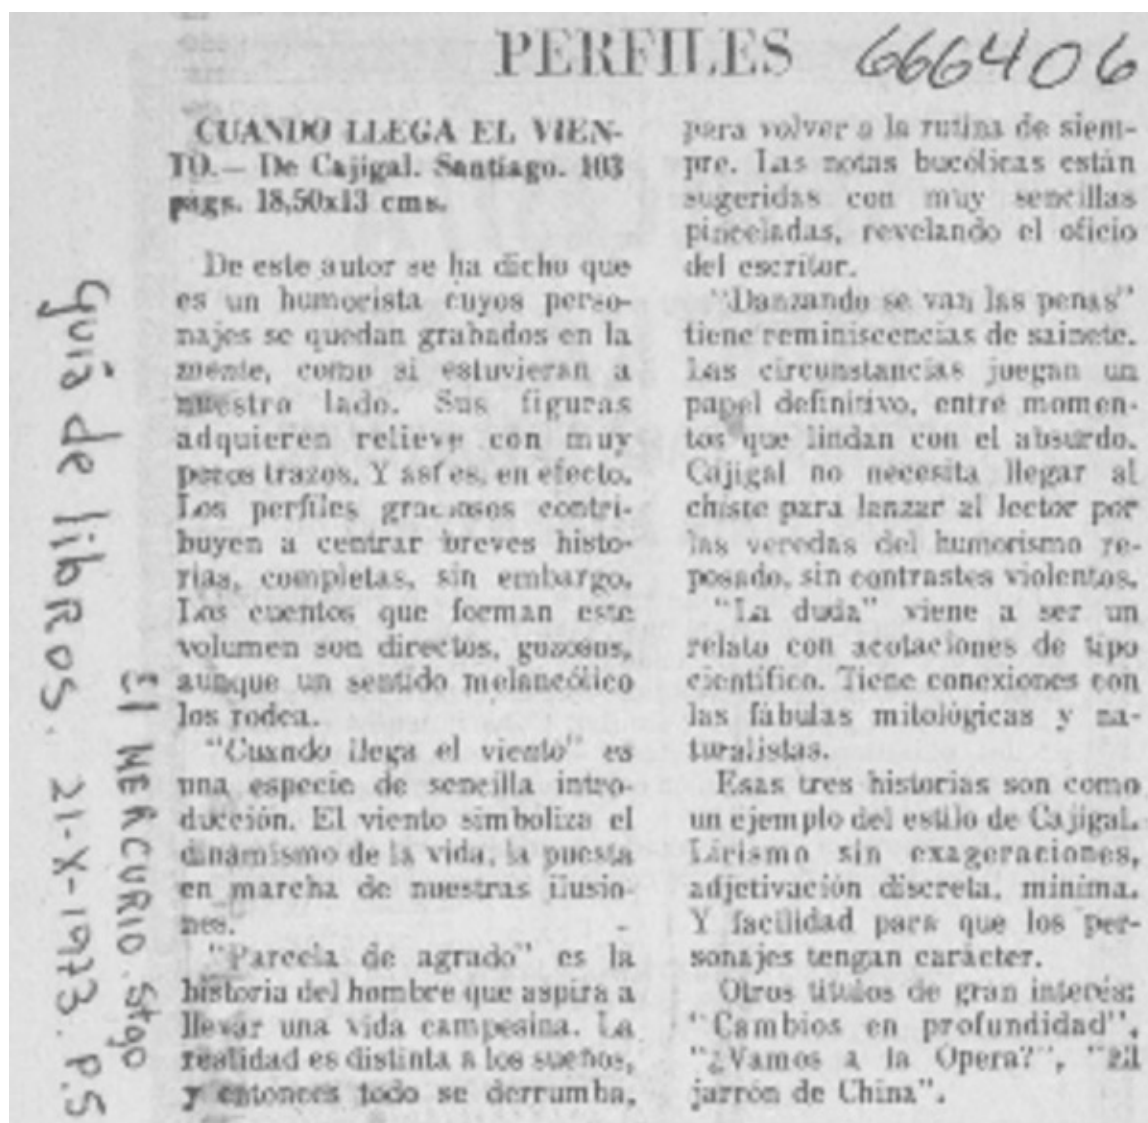 PERFILES 666406
CUANDO LLEGA EL VIEN-
TO.— De Cajigal. Santiago. 103
págs. 18,50x13 cms.
De este autor se ha dicho que
es un humorista cuyos perso-
najes se quedan grabados en la
mente, como si estuvieran a
nuestro lado. Sus figuras
adquieren relieve con muy
pocos trazos. Y así es, en efecto.
Los perfiles graciosos contri-
buyen a centrar breves histo-
rias, completas, sin embargo.
Los cuentos que forman este
volumen son directos, gozosos,
aunque un sentido melancólico
los rodea.
"Cuando llega el viento" es
una especie de sencilla intro-
ducción. El viento simboliza el
dinamismo de la vida, la puesta
en marcha de nuestras ilusio-
nes.
"Parcela de agrado" es la
historia del hombre que aspira a
llevar una vida campesina. La
realidad es distinta a los sueños,
y entonces todo se derrumba,
para volver a la rutina de siem-
pre. Las notas bucólicas están
sugeridas con muy sencillas
pinceladas, revelando el oficio
del escritor.
"Danzando se van las penas"
tiene reminiscencias de sainete.
Las circunstancias juegan un
papel definitivo, entre momen-
tos que lindan con el absurdo.
Cajigal no necesita llegar al
chiste para lanzar al lector por
las veredas del humorismo re-
posado, sin contrastes violentos.
"La duda" viene a ser un
relato con acotaciones de tipo
científico. Tiene conexiones con
las fábulas mitológicas y na-
turalistas.
Esas tres historias son como
un ejemplo del estilo de Cajigal.
Lirismo sin exageraciones,
adjetivación discreta, mínima.
Y facilidad para que los per-
sonajes tengan carácter.
Otros títulos de gran interés:
"Cambios en profundidad",
"¿Vamos a la Opera?", "El
jarrón de China".
guía de libros. 21-X-1973. P.5
El MERCURIO. Stgo